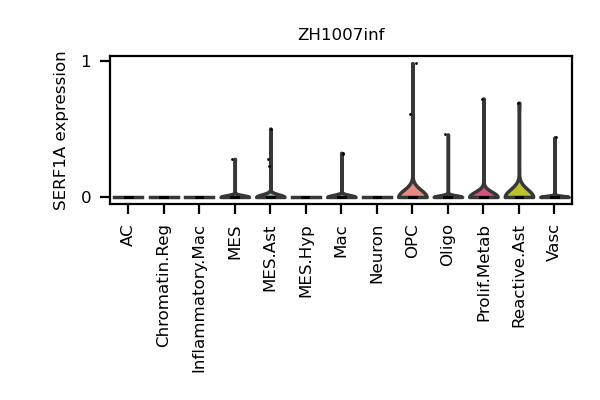 ZH1007inf
SERF1A expression
1
0
AC
Chromatin.Reg
Inflammatory.Mac
MES
MES.Ast
MES.Hyp
Mac
Neuron
OPC
Oligo
Prolif.Metab
Reactive.Ast
Vasc